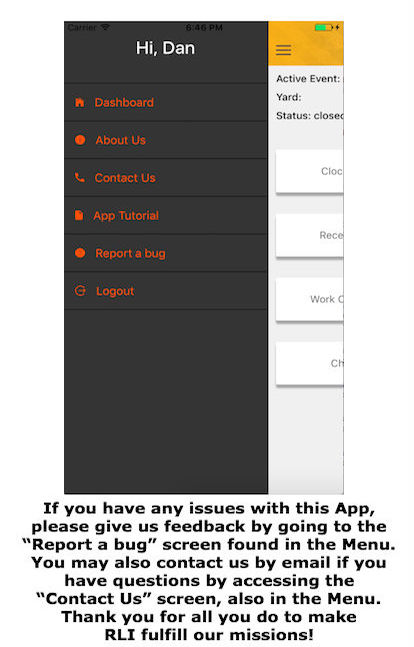 Carrier 6:46 PM
Hi, Dan
Active Event:
Yard:
Status: closed
Dashboard
About Us
Contact Us
App Tutorial
Report a bug
Logout
Cloc
Rece
Work O
Ch
If you have any issues with this App,
please give us feedback by going to the
“Report a bug” screen found in the Menu.
You may also contact us by email if you
have questions by accessing the
“Contact Us” screen, also in the Menu.
Thank you for all you do to make
RLI fulfill our missions!